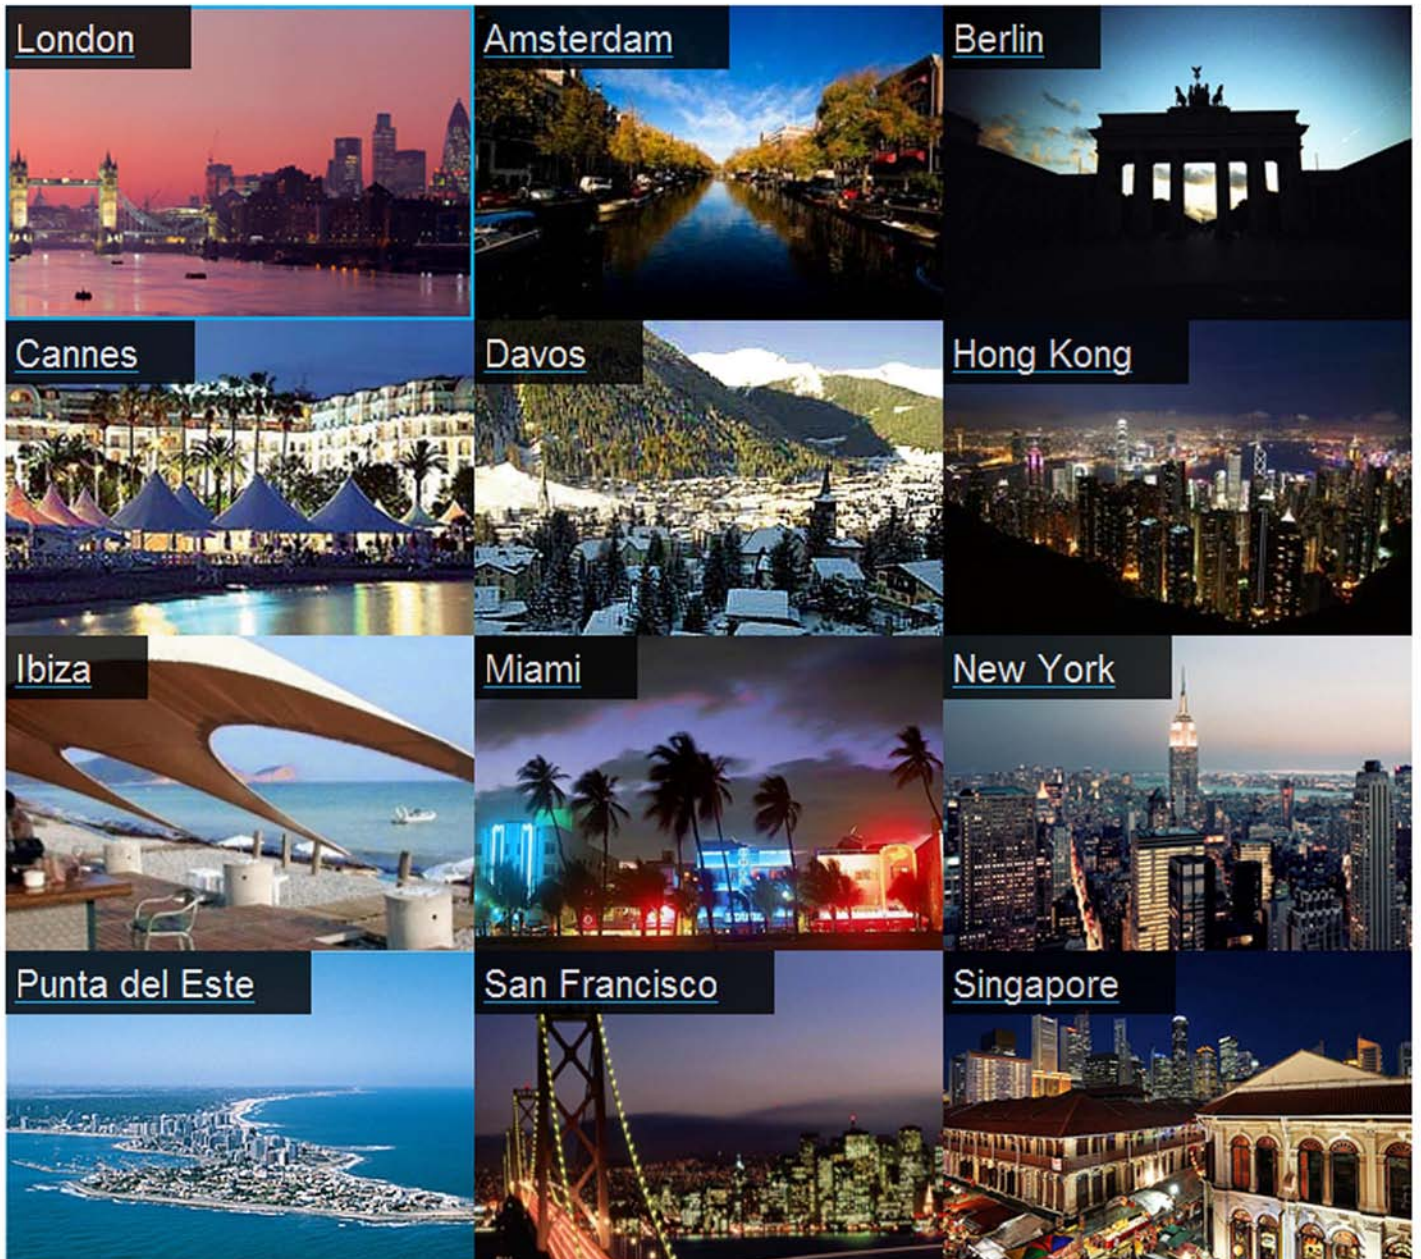 London
Amsterdam
Berlin
Cannes
Davos
Hong Kong
Ibiza
Miami
New York
Punta del Este
San Francisco
Singapore